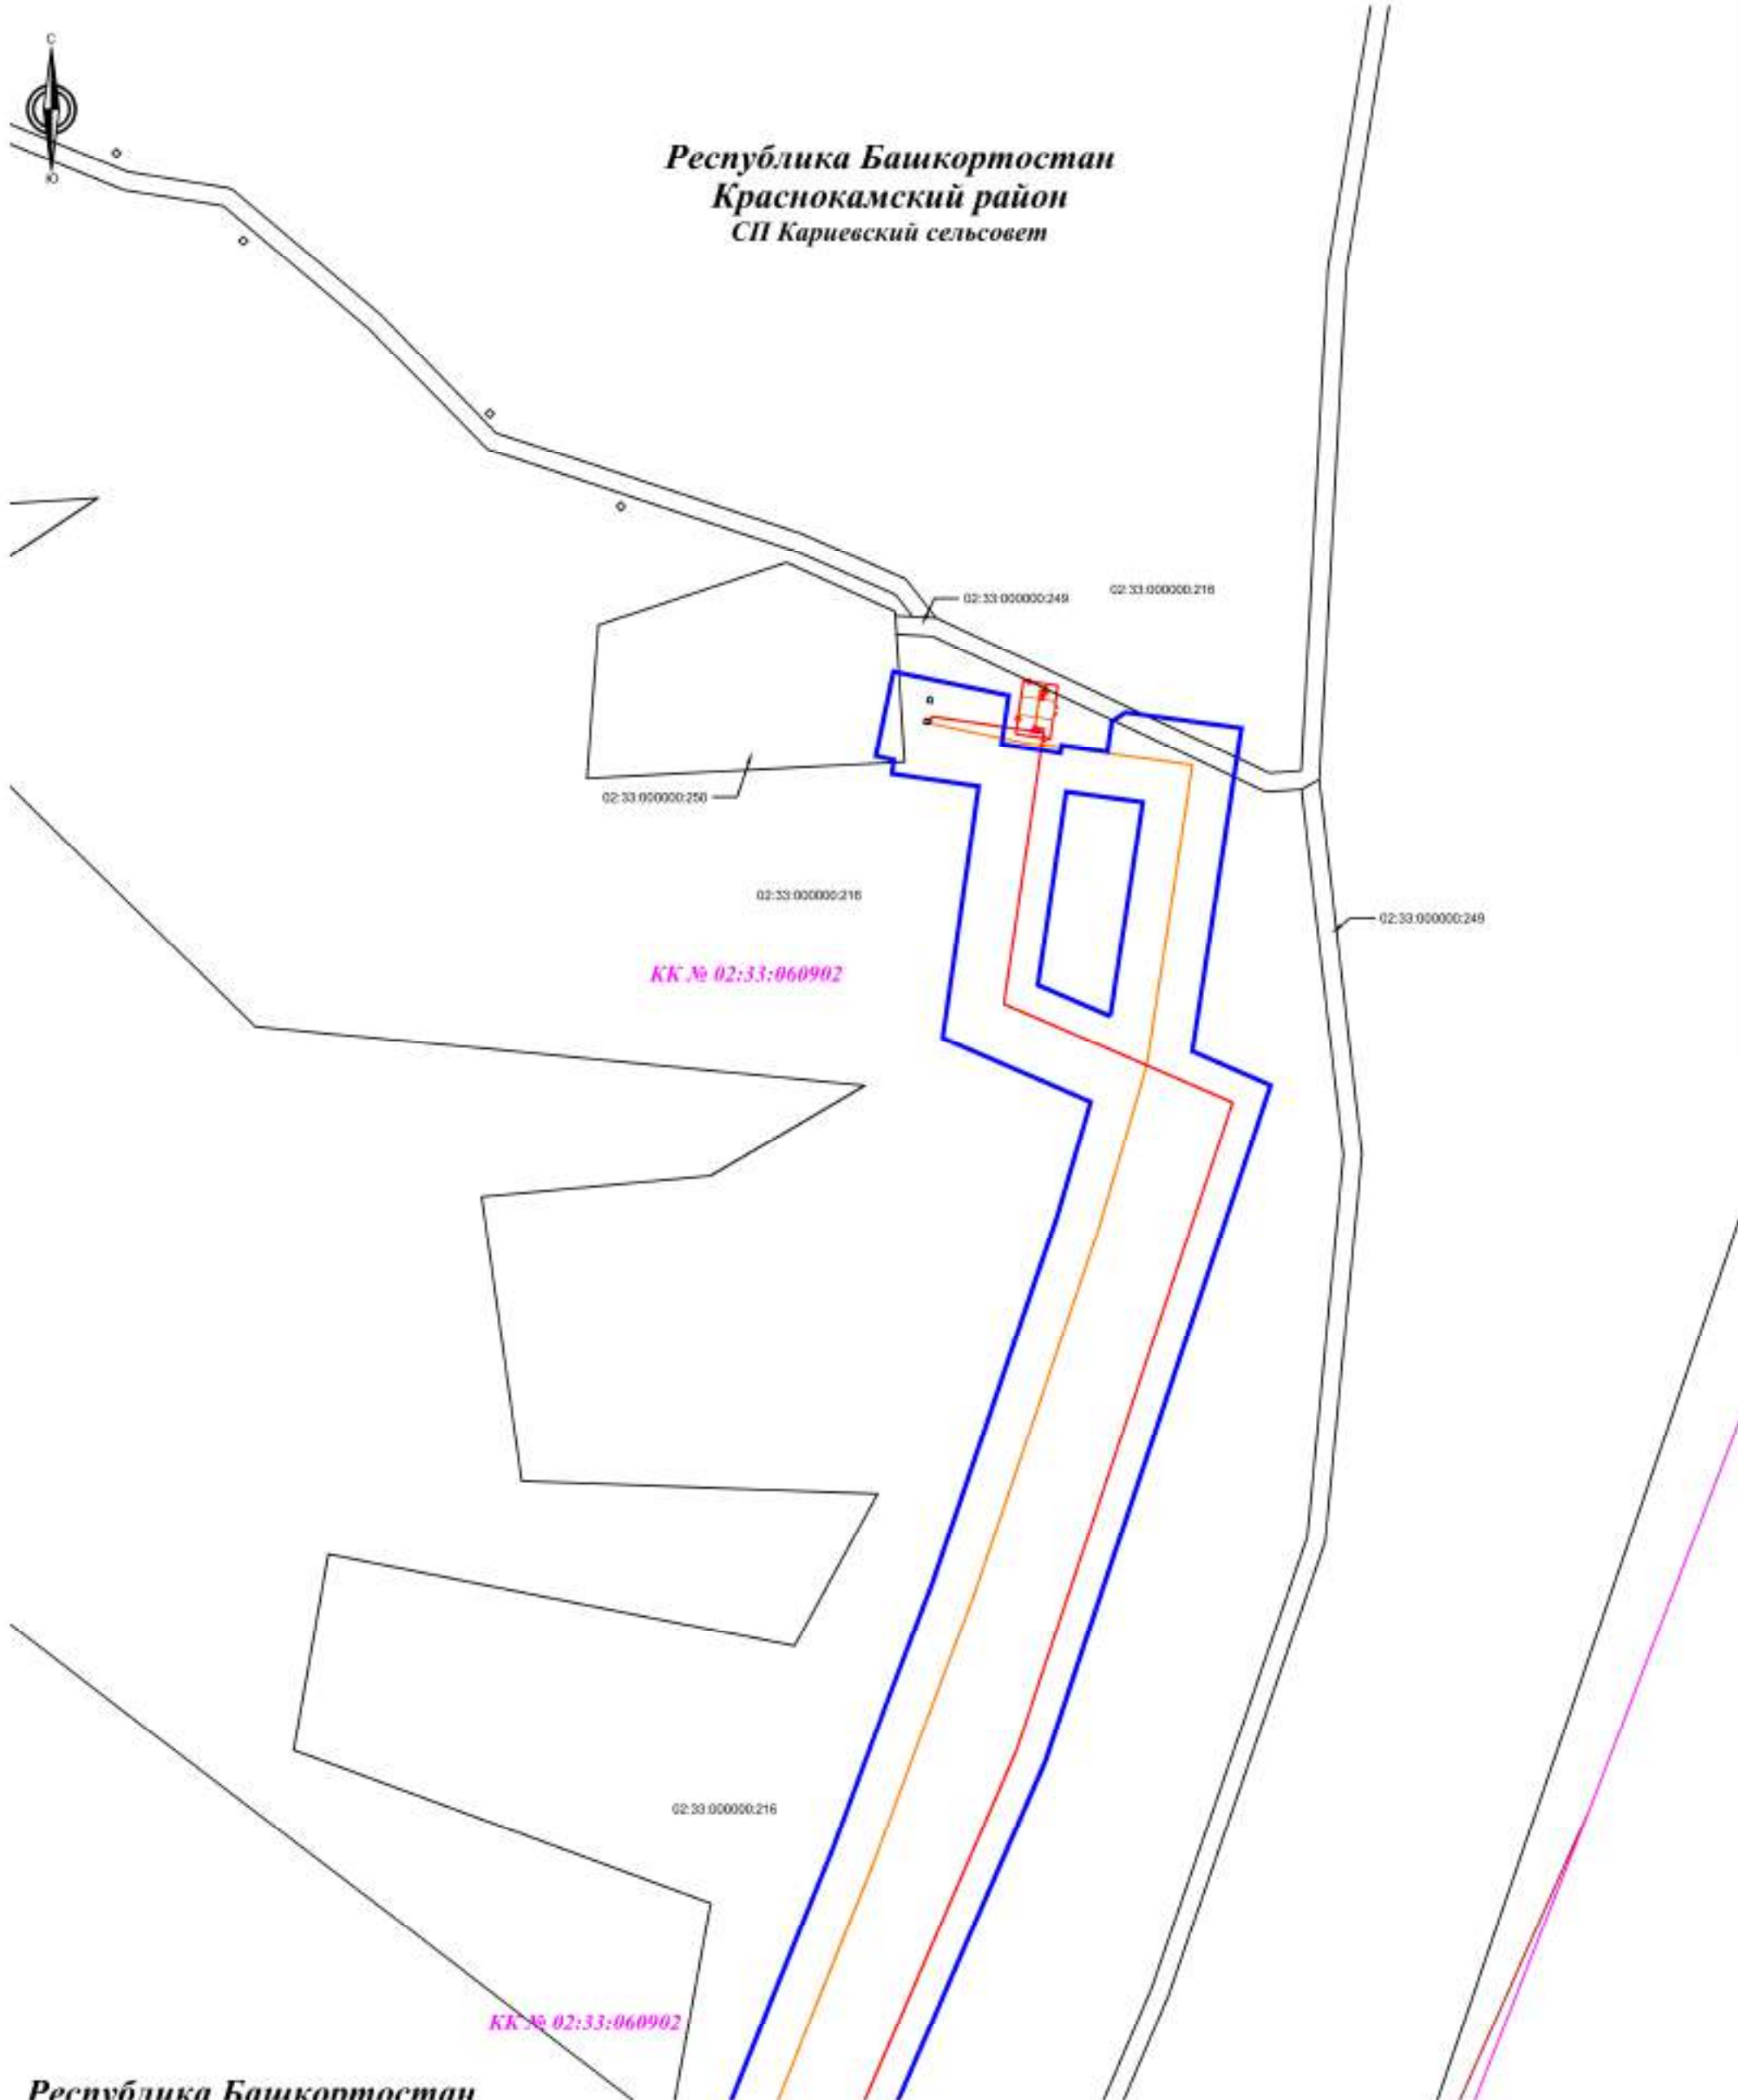 С
Ю
Республика Башкортостан
Краснокамский район
СП Кариевский сельсовет
02:33:000000:249
02:33:000000:216
02:33:000000:250
02:33:000000:216
02:33:000000:249
КК № 02:33:060902
02:33:000000:216
КК № 02:33:060902
Республика Башкортостан